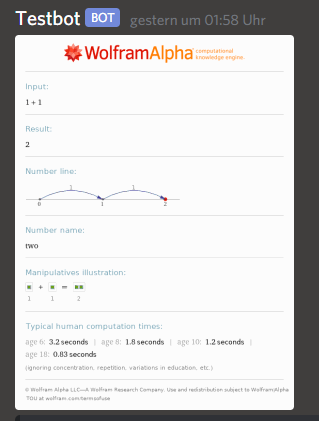 Testbot BOT gestern um 01:58 Uhr
WolframAlpha computational knowledge engine.
Input:
1 + 1
Result:
2
Number line:
1 1
0 1 2
Number name:
two
Manipulatives illustration:
+ =
1 1 2
Typical human computation times:
age 6: 3.2 seconds | age 8: 1.8 seconds | age 10: 1.2 seconds |
age 18: 0.83 seconds
(ignoring concentration, repetition, variations in education, etc.)
© Wolfram Alpha LLC—A Wolfram Research Company. Use and redistribution subject to WolframAlpha
TOU at wolfram.com/termsofuse